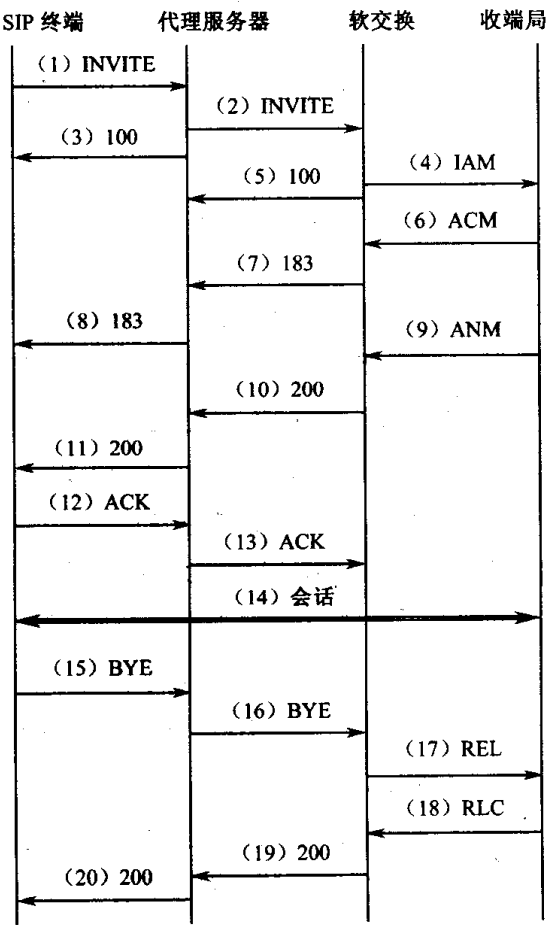 SIP 终端 代理服务器 软交换 收端局
（1）INVITE
（2）INVITE
（3）100
（4）IAM
（5）100
（6）ACM
（7）183
（8）183
（9）ANM
（10）200
（11）200
（12）ACK
（13）ACK
（14）会话
（15）BYE
（16）BYE
（17）REL
（18）RLC
（19）200
（20）200